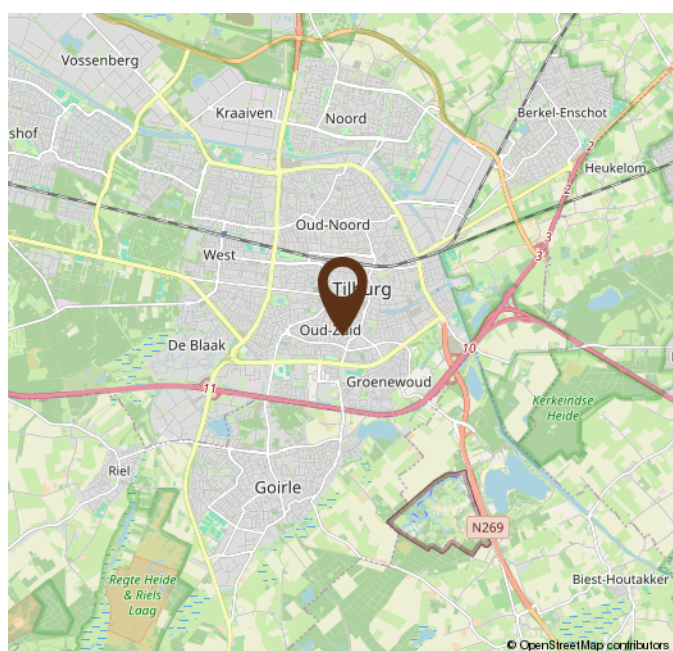 Vossenberg
Kraaiven
Noord
Berkel-Enschot
shof
2
Heukelom
2
Oud-Noord
3
West
3
Tilburg
Oud-Zuid
De Blaak
10
Groenewoud
11
Kerkeindse
Heide
Riel
Goirle
N269
Regte Heide
& Riels
Laag
Biest-Houtakker
© OpenStreetMap contributors